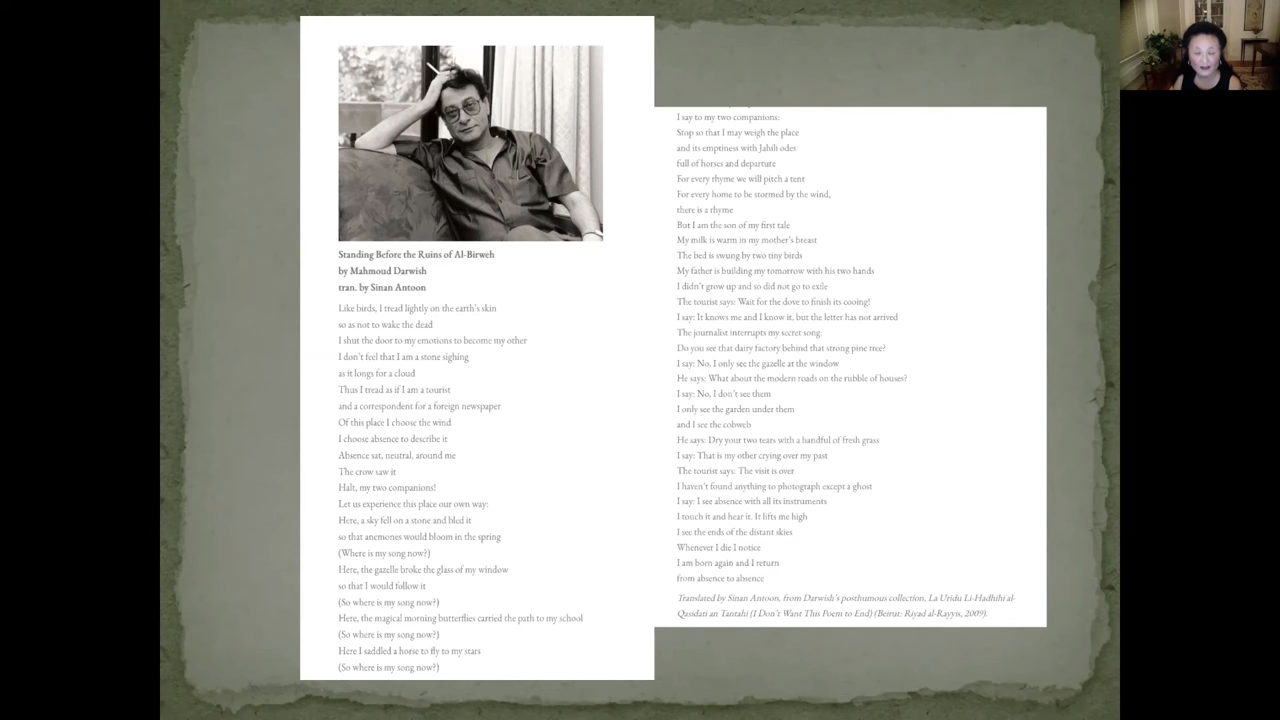 Standing Before the Ruins of Al-Birweh
by Mahmoud Darwish
tran. by Sinan Antoon
Like birds, I tread lightly on the earth's skin
so as not to wake the dead
I shut the door to my emotions to become my other
I don't feel that I am a stone sighing
as it longs for a cloud
Thus I tread as if I am a tourist
and a correspondent for a foreign newspaper
Of this place I choose the wind
I choose absence to describe it
Absence sat, neutral, around me
The crow saw it
Halt, my two companions!
Let us experience this place our own way:
Here, a sky fell on a stone and bled it
so that anemones would bloom in the spring
(Where is my song now?)
Here, the gazelle broke the glass of my window
so that I would follow it
(So where is my song now?)
Here, the magical morning butterflies carried the path to my school
(So where is my song now?)
Here I saddled a horse to fly to my stars
(So where is my song now?)
I say to my two companions:
Stop so that I may weigh the place
and its emptiness with Jahili odes
full of horses and departure
For every rhyme we will pitch a tent
For every home to be stormed by the wind,
there is a rhyme
But I am the son of my first tale
My milk is warm in my mother's breast
The bed is swung by two tiny birds
My father is building my tomorrow with his two hands
I didn't grow up and so did not go to exile
The tourist says: Wait for the dove to finish its cooing!
I say: It knows me and I know it, but the letter has not arrived
The journalist interrupts my secret song:
Do you see that dairy factory behind that strong pine tree?
I say: No, I only see the gazelle at the window
He says: What about the modern roads on the rubble of houses?
I say: No, I don't see them
I only see the garden under them
and I see the cobweb
He says: Dry your two tears with a handful of fresh grass
I say: That is my other crying over my past
The tourist says: The visit is over
I haven't found anything to photograph except a ghost
I say: I see absence with all its instruments
I touch it and hear it. It lifts me high
I see the ends of the distant skies
Whenever I die I notice
I am born again and I return
from absence to absence
Translated by Sinan Antoon, from Darwish's posthumous collection, La Uridu Li-Hadhihi al-
Qasidati an Tantahi (I Don't Want This Poem to End) (Beirut: Riyad al-Rayyis, 2009).